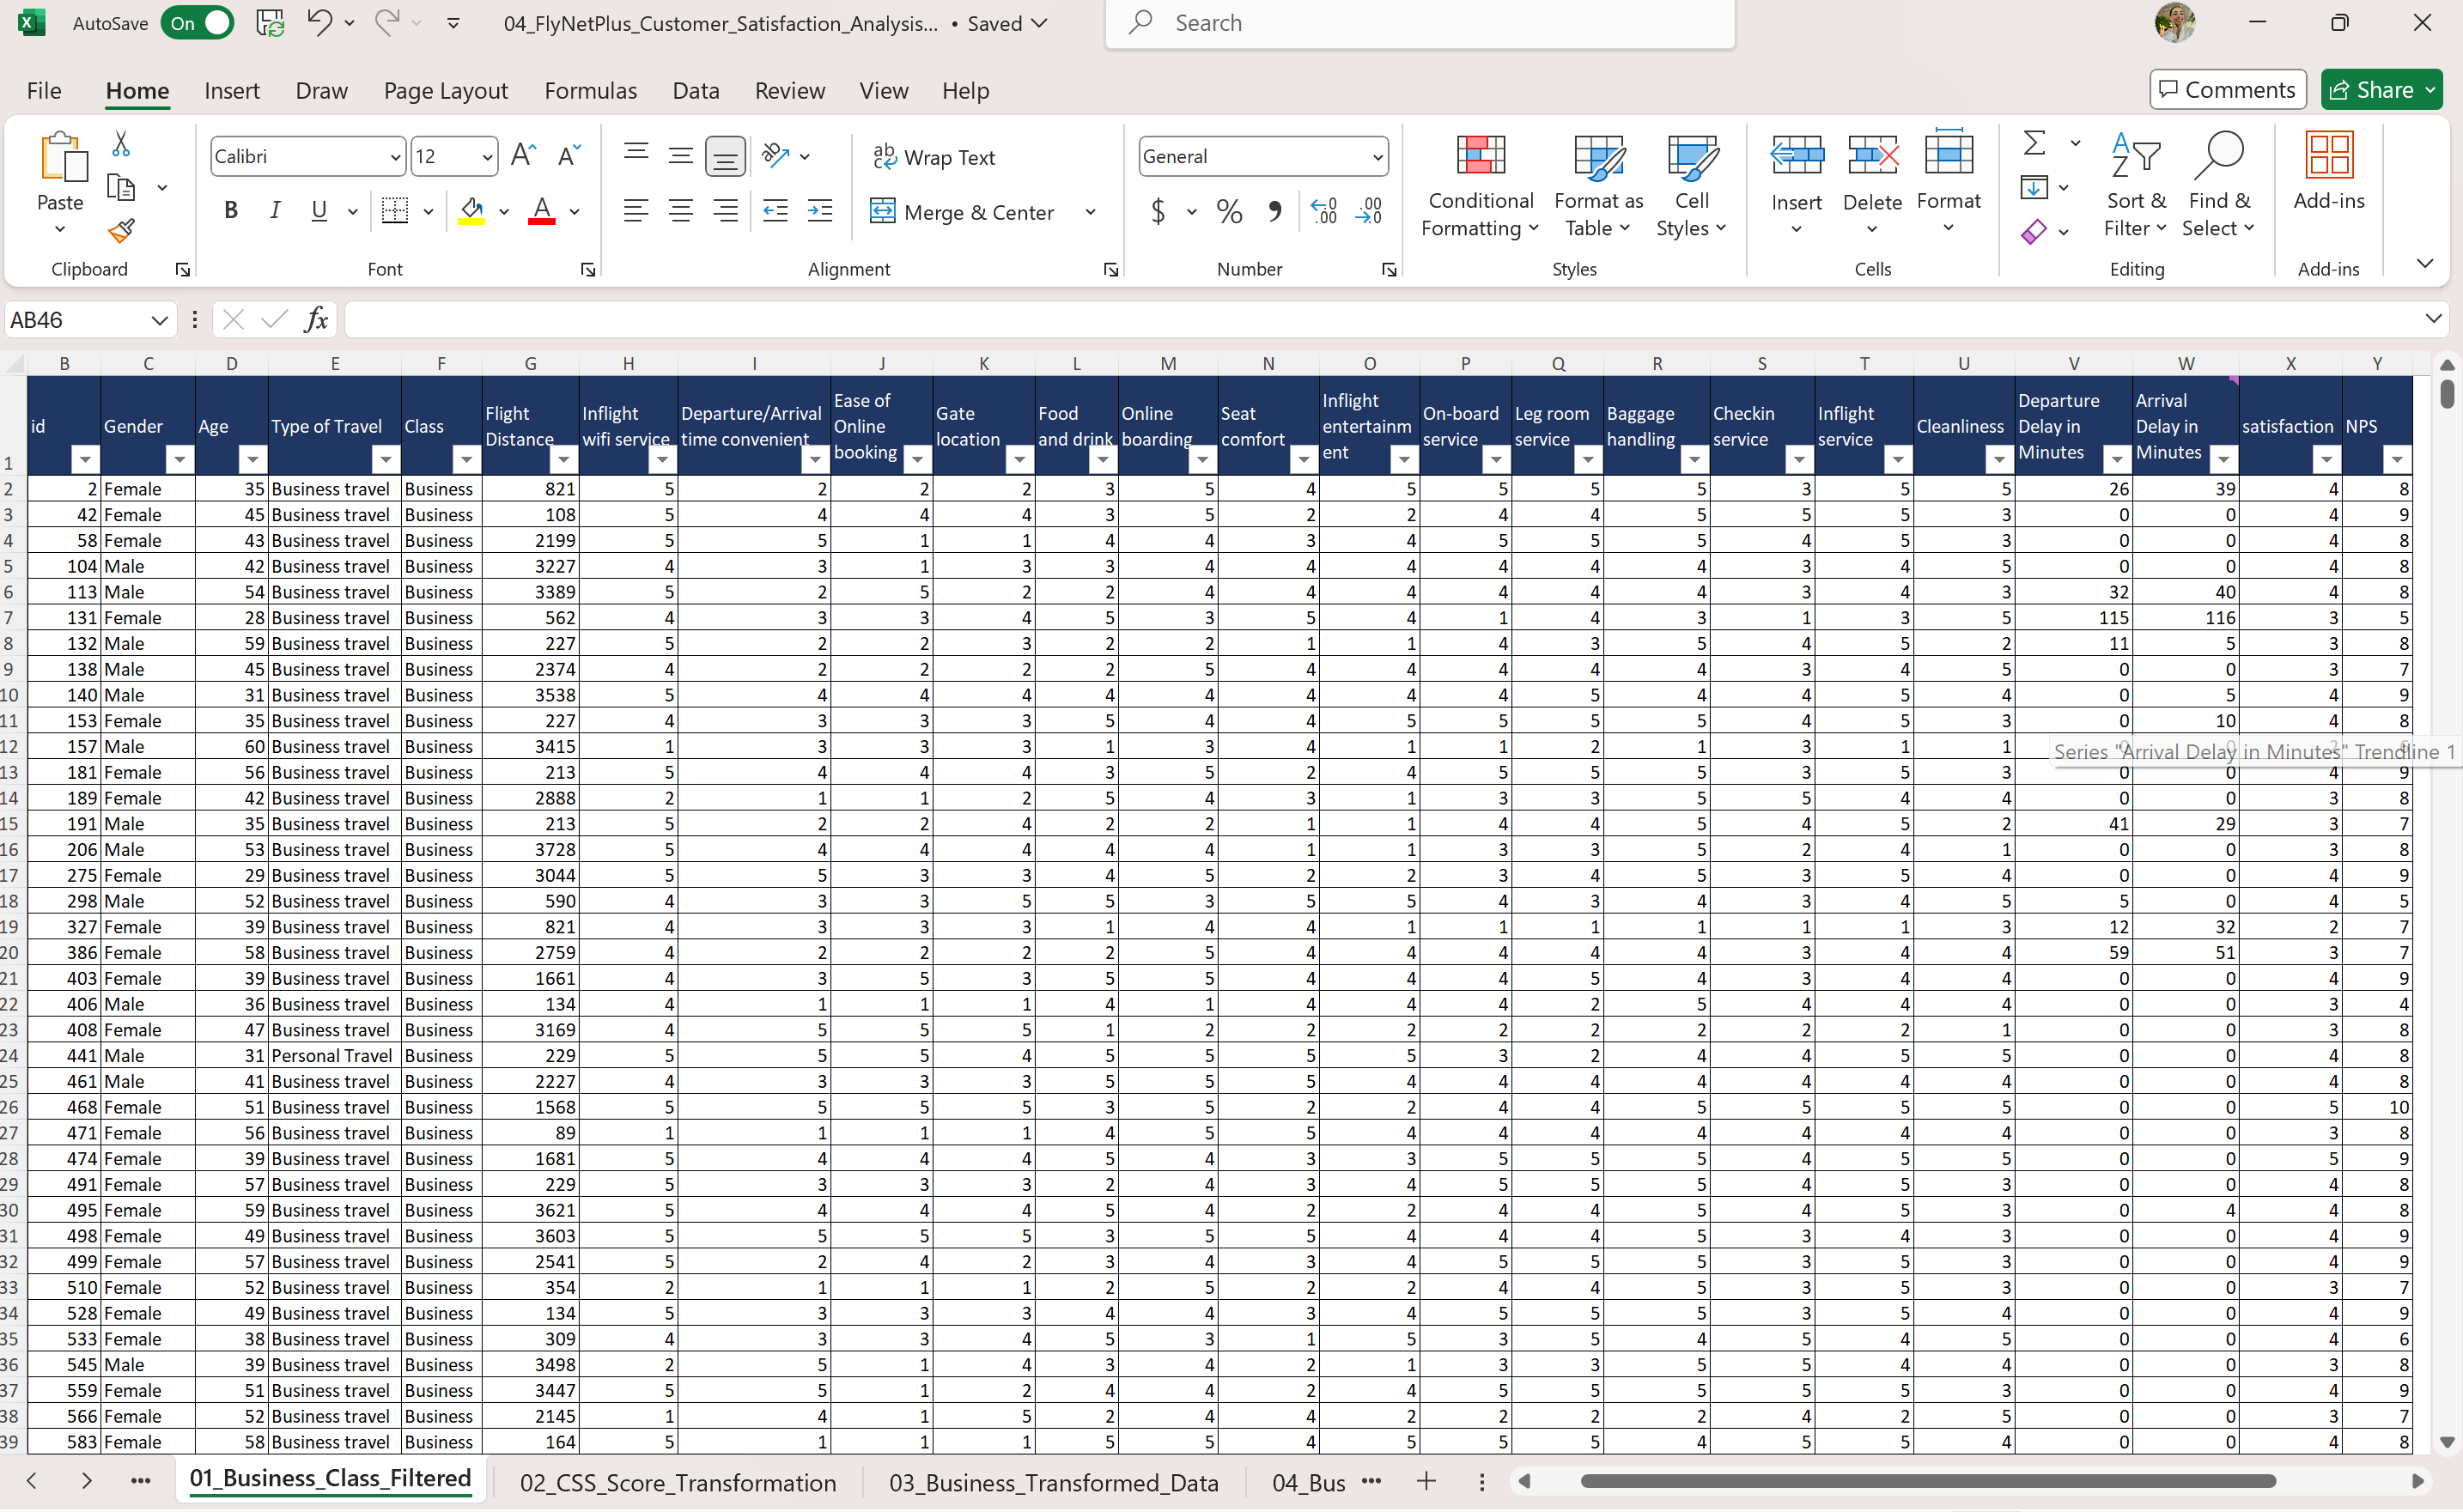 AutoSave On 04_FlyNetPlus_Customer_Satisfaction_Analysis... • Saved Search
File Home Insert Draw Page Layout Formulas Data Review View Help Comments Share
Paste Calibri 12 Wrap Text General Conditional Formatting Format as Table Cell Styles Insert Delete Format Sort & Filter Find & Select Add-ins
B I U Merge & Center $ % 9 .00 .0
Clipboard Font Alignment Number Styles Cells Editing Add-ins
AB46 fx
B C D E F G H I J K L M N O P Q R S T U V W X Y
1 id Gender Age Type of Travel Class Flight Distance Inflight wifi service Departure/Arrival time convenient Ease of Online booking Gate location Food and drink Online boarding Seat comfort Inflight entertainment On-board service Leg room service Baggage handling Checkin service Inflight service Cleanliness Departure Delay in Minutes Arrival Delay in Minutes satisfaction NPS
2 2 Female 35 Business travel Business 821 5 2 2 2 3 5 4 5 5 5 5 3 5 5 26 39 4 8
3 42 Female 45 Business travel Business 108 5 4 4 4 3 5 2 2 4 4 5 5 5 3 0 0 4 9
4 58 Female 43 Business travel Business 2199 5 5 1 1 4 4 3 4 5 5 5 4 5 3 0 0 4 8
5 104 Male 42 Business travel Business 3227 4 3 1 3 3 4 4 4 4 4 4 3 4 5 0 0 4 8
6 113 Male 54 Business travel Business 3389 5 2 5 2 2 4 4 4 4 4 4 3 4 3 32 40 4 8
7 131 Female 28 Business travel Business 562 4 3 3 4 5 3 5 4 1 4 3 1 3 5 115 116 3 5
8 132 Male 59 Business travel Business 227 5 2 2 3 2 2 1 1 4 3 5 4 5 2 11 5 3 8
9 138 Male 45 Business travel Business 2374 4 2 2 2 2 5 4 4 4 4 4 3 4 5 0 0 3 7
10 140 Male 31 Business travel Business 3538 5 4 4 4 4 4 4 4 4 5 4 4 5 4 0 5 4 9
11 153 Female 35 Business travel Business 227 4 3 3 3 5 4 4 5 5 5 5 4 5 3 0 10 4 8
12 157 Male 60 Business travel Business 3415 1 3 3 3 1 3 4 1 1 2 1 3 1 1 Series "Arrival Delay in Minutes" Trendline 1
13 181 Female 56 Business travel Business 213 5 4 4 4 3 5 2 4 5 5 5 3 5 3 0 0 4 9
14 189 Female 42 Business travel Business 2888 2 1 1 2 5 4 3 1 3 3 5 5 4 4 0 0 3 8
15 191 Male 35 Business travel Business 213 5 2 2 4 2 2 1 1 4 4 5 4 5 2 41 29 3 7
16 206 Male 53 Business travel Business 3728 5 4 4 4 4 4 1 1 3 3 5 2 4 1 0 0 3 8
17 275 Female 29 Business travel Business 3044 5 5 3 3 4 5 2 2 3 4 5 3 5 4 0 0 4 9
18 298 Male 52 Business travel Business 590 4 3 3 5 5 3 5 5 4 3 4 3 4 5 5 0 4 5
19 327 Female 39 Business travel Business 821 4 3 3 3 1 4 4 1 1 1 1 1 1 3 12 32 2 7
20 386 Female 58 Business travel Business 2759 4 2 2 2 2 5 4 4 4 4 4 3 4 4 59 51 3 7
21 403 Female 39 Business travel Business 1661 4 3 5 3 5 5 4 4 4 5 4 3 4 4 0 0 4 9
22 406 Male 36 Business travel Business 134 4 1 1 1 4 1 4 4 4 2 5 4 4 4 0 0 3 4
23 408 Female 47 Business travel Business 3169 4 5 5 5 1 2 2 2 2 2 2 2 2 1 0 0 3 8
24 441 Male 31 Personal Travel Business 229 5 5 5 4 5 5 5 5 3 2 4 4 5 5 0 0 4 8
25 461 Male 41 Business travel Business 2227 4 3 3 3 5 5 5 4 4 4 4 4 4 4 0 0 4 8
26 468 Female 51 Business travel Business 1568 5 5 5 5 3 5 2 2 4 4 5 5 5 5 0 0 5 10
27 471 Female 56 Business travel Business 89 1 1 1 1 4 5 5 4 4 4 4 4 4 4 0 0 3 8
28 474 Female 39 Business travel Business 1681 5 4 4 4 5 4 3 3 5 5 5 4 5 5 0 0 5 9
29 491 Female 57 Business travel Business 229 5 3 3 3 2 4 3 4 5 5 5 4 5 3 0 0 4 8
30 495 Female 59 Business travel Business 3621 5 4 4 4 5 4 2 2 4 4 5 4 5 3 0 4 4 8
31 498 Female 49 Business travel Business 3603 5 5 5 5 3 5 5 4 4 4 5 3 4 3 0 0 4 9
32 499 Female 57 Business travel Business 2541 5 2 4 2 3 4 3 4 5 5 5 3 5 3 0 0 4 9
33 510 Female 52 Business travel Business 354 2 1 1 1 2 5 2 2 4 4 5 3 5 3 0 0 3 7
34 528 Female 49 Business travel Business 134 5 3 3 3 4 4 3 4 5 5 5 3 5 4 0 0 4 9
35 533 Female 38 Business travel Business 309 4 3 3 4 5 3 1 5 3 5 4 5 4 5 0 0 4 6
36 545 Male 39 Business travel Business 3498 2 5 1 4 3 4 2 1 3 3 5 5 4 4 0 0 3 8
37 559 Female 51 Business travel Business 3447 5 5 1 2 4 4 2 4 5 5 5 5 5 3 0 0 4 9
38 566 Female 52 Business travel Business 2145 1 4 1 5 2 4 4 2 2 2 2 4 2 5 0 0 3 7
39 583 Female 58 Business travel Business 164 5 1 1 1 5 5 4 5 5 5 4 5 5 4 0 0 4 8
01_Business_Class_Filtered 02_CSS_Score_Transformation 03_Business_Transformed_Data 04_Bus